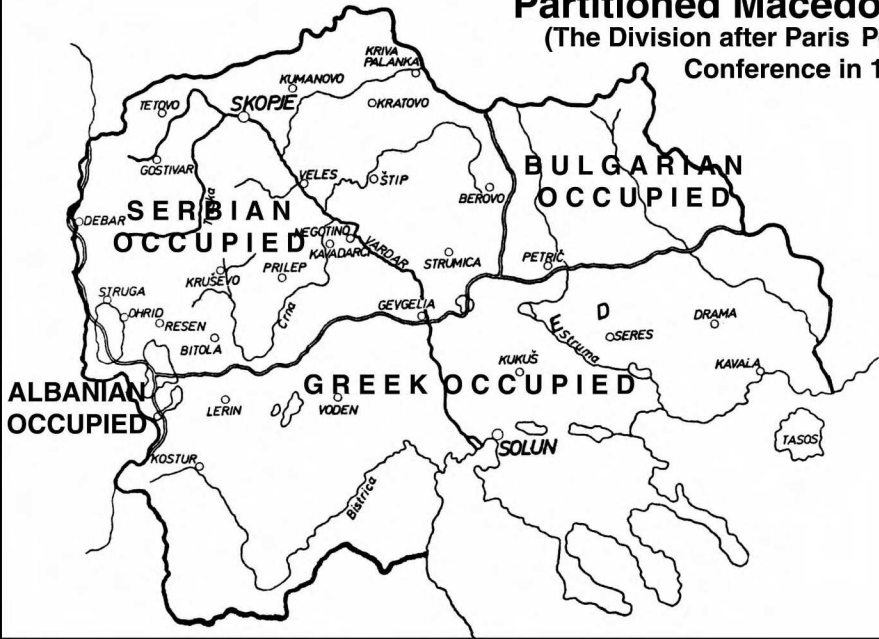 Partitioned Macedo
(The Division after Paris P
Conference in 1
KRIVA
PALANKA
KUMANOVO
TETOVO
SKOPJE
KRATOVO
GOSTIVAR
VELES
ŠTIP
BULGARIAN
OCCUPIED
BEROVO
DEBAR
SERBIAN
OCCUPIED
NEGOTINO
KAVADARCI
VARDAR
STRUMICA
PETRIČ
KRUŠEVO
PRILEP
STRUGA
OHRID
RESEN
BITOLA
Crna
GEVGELIA
E
D
Struma
SERES
DRAMA
KUKUŠ
KAVALA
ALBANIAN
OCCUPIED
GREEK OCCUPIED
LERIN
VODEN
SOLUN
TASOS
KOSTUR
Bistrica